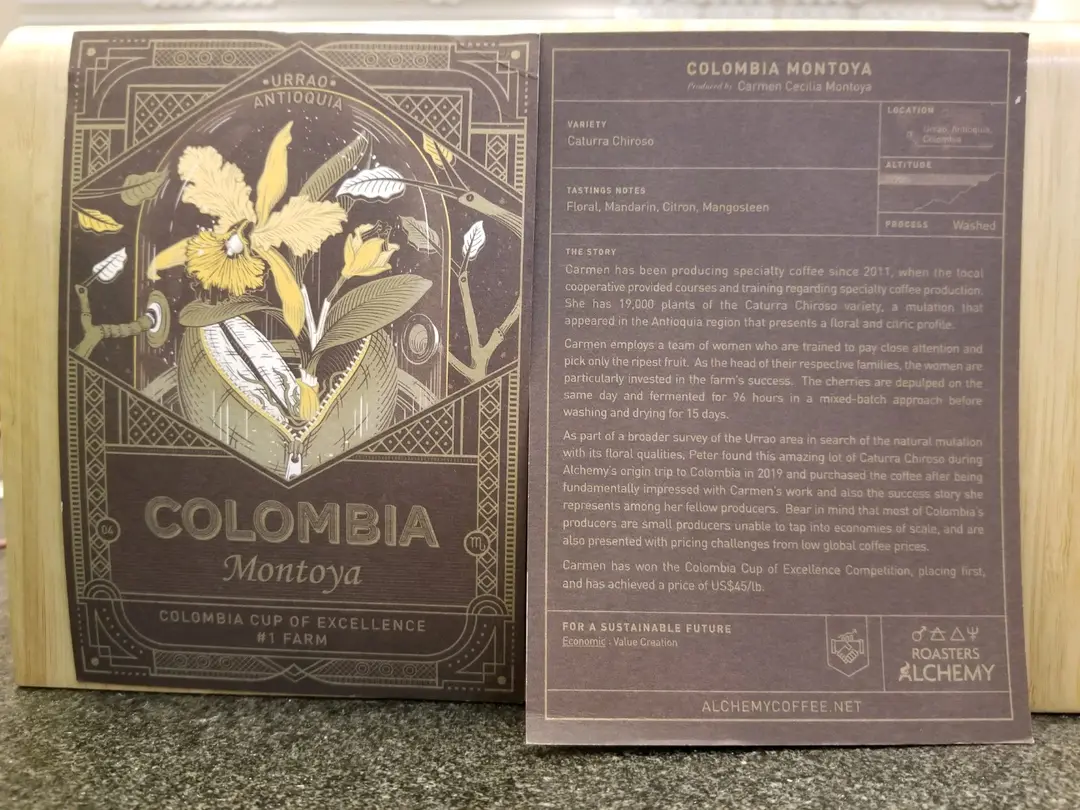 •URRAO•
ANTIOQUIA
COLOMBIA
Montoya
COLOMBIA CUP OF EXCELLENCE
#1 FARM
COLOMBIA MONTOYA
Produced by Carmen Cecilia Montoya
VARIETY
Caturra Chiroso
LOCATION
Urrao, Antioquia,
Colombia
ALTITUDE
TASTINGS NOTES
Floral, Mandarin, Citron, Mangosteen
PROCESS Washed
THE STORY
Carmen has been producing specialty coffee since 2011, when the local
cooperative provided courses and training regarding specialty coffee production.
She has 19,000 plants of the Caturra Chiroso variety, a mutation that
appeared in the Antioquia region that presents a floral and citric profile.
Carmen employs a team of women who are trained to pay close attention and
pick only the ripest fruit. As the head of their respective families, the women are
particularly invested in the farm's success. The cherries are depulped on the
same day and fermented for 96 hours in a mixed-batch approach before
washing and drying for 15 days.
As part of a broader survey of the Urrao area in search of the natural mutation
with its floral qualities, Peter found this amazing lot of Caturra Chiroso during
Alchemy's origin trip to Colombia in 2019 and purchased the coffee after being
fundamentally impressed with Carmen's work and also the success story she
represents among her fellow producers. Bear in mind that most of Colombia's
producers are small producers unable to tap into economies of scale, and are
also presented with pricing challenges from low global coffee prices.
Carmen has won the Colombia Cup of Excellence Competition, placing first,
and has achieved a price of US$45/lb.
FOR A SUSTAINABLE FUTURE
Economic : Value Creation
ROASTERS
ALCHEMY
ALCHEMYCOFFEE.NET